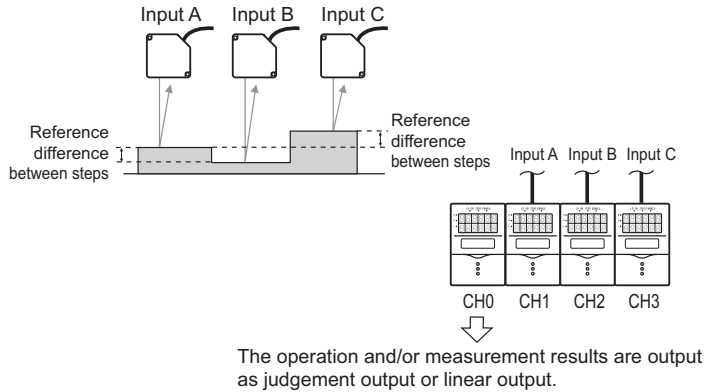 Input A
Input B
Input C
Reference
difference
between steps
Reference
difference
between steps
Input A
Input B
Input C
CH0
CH1
CH2
CH3
The operation and/or measurement results are output
as judgement output or linear output.